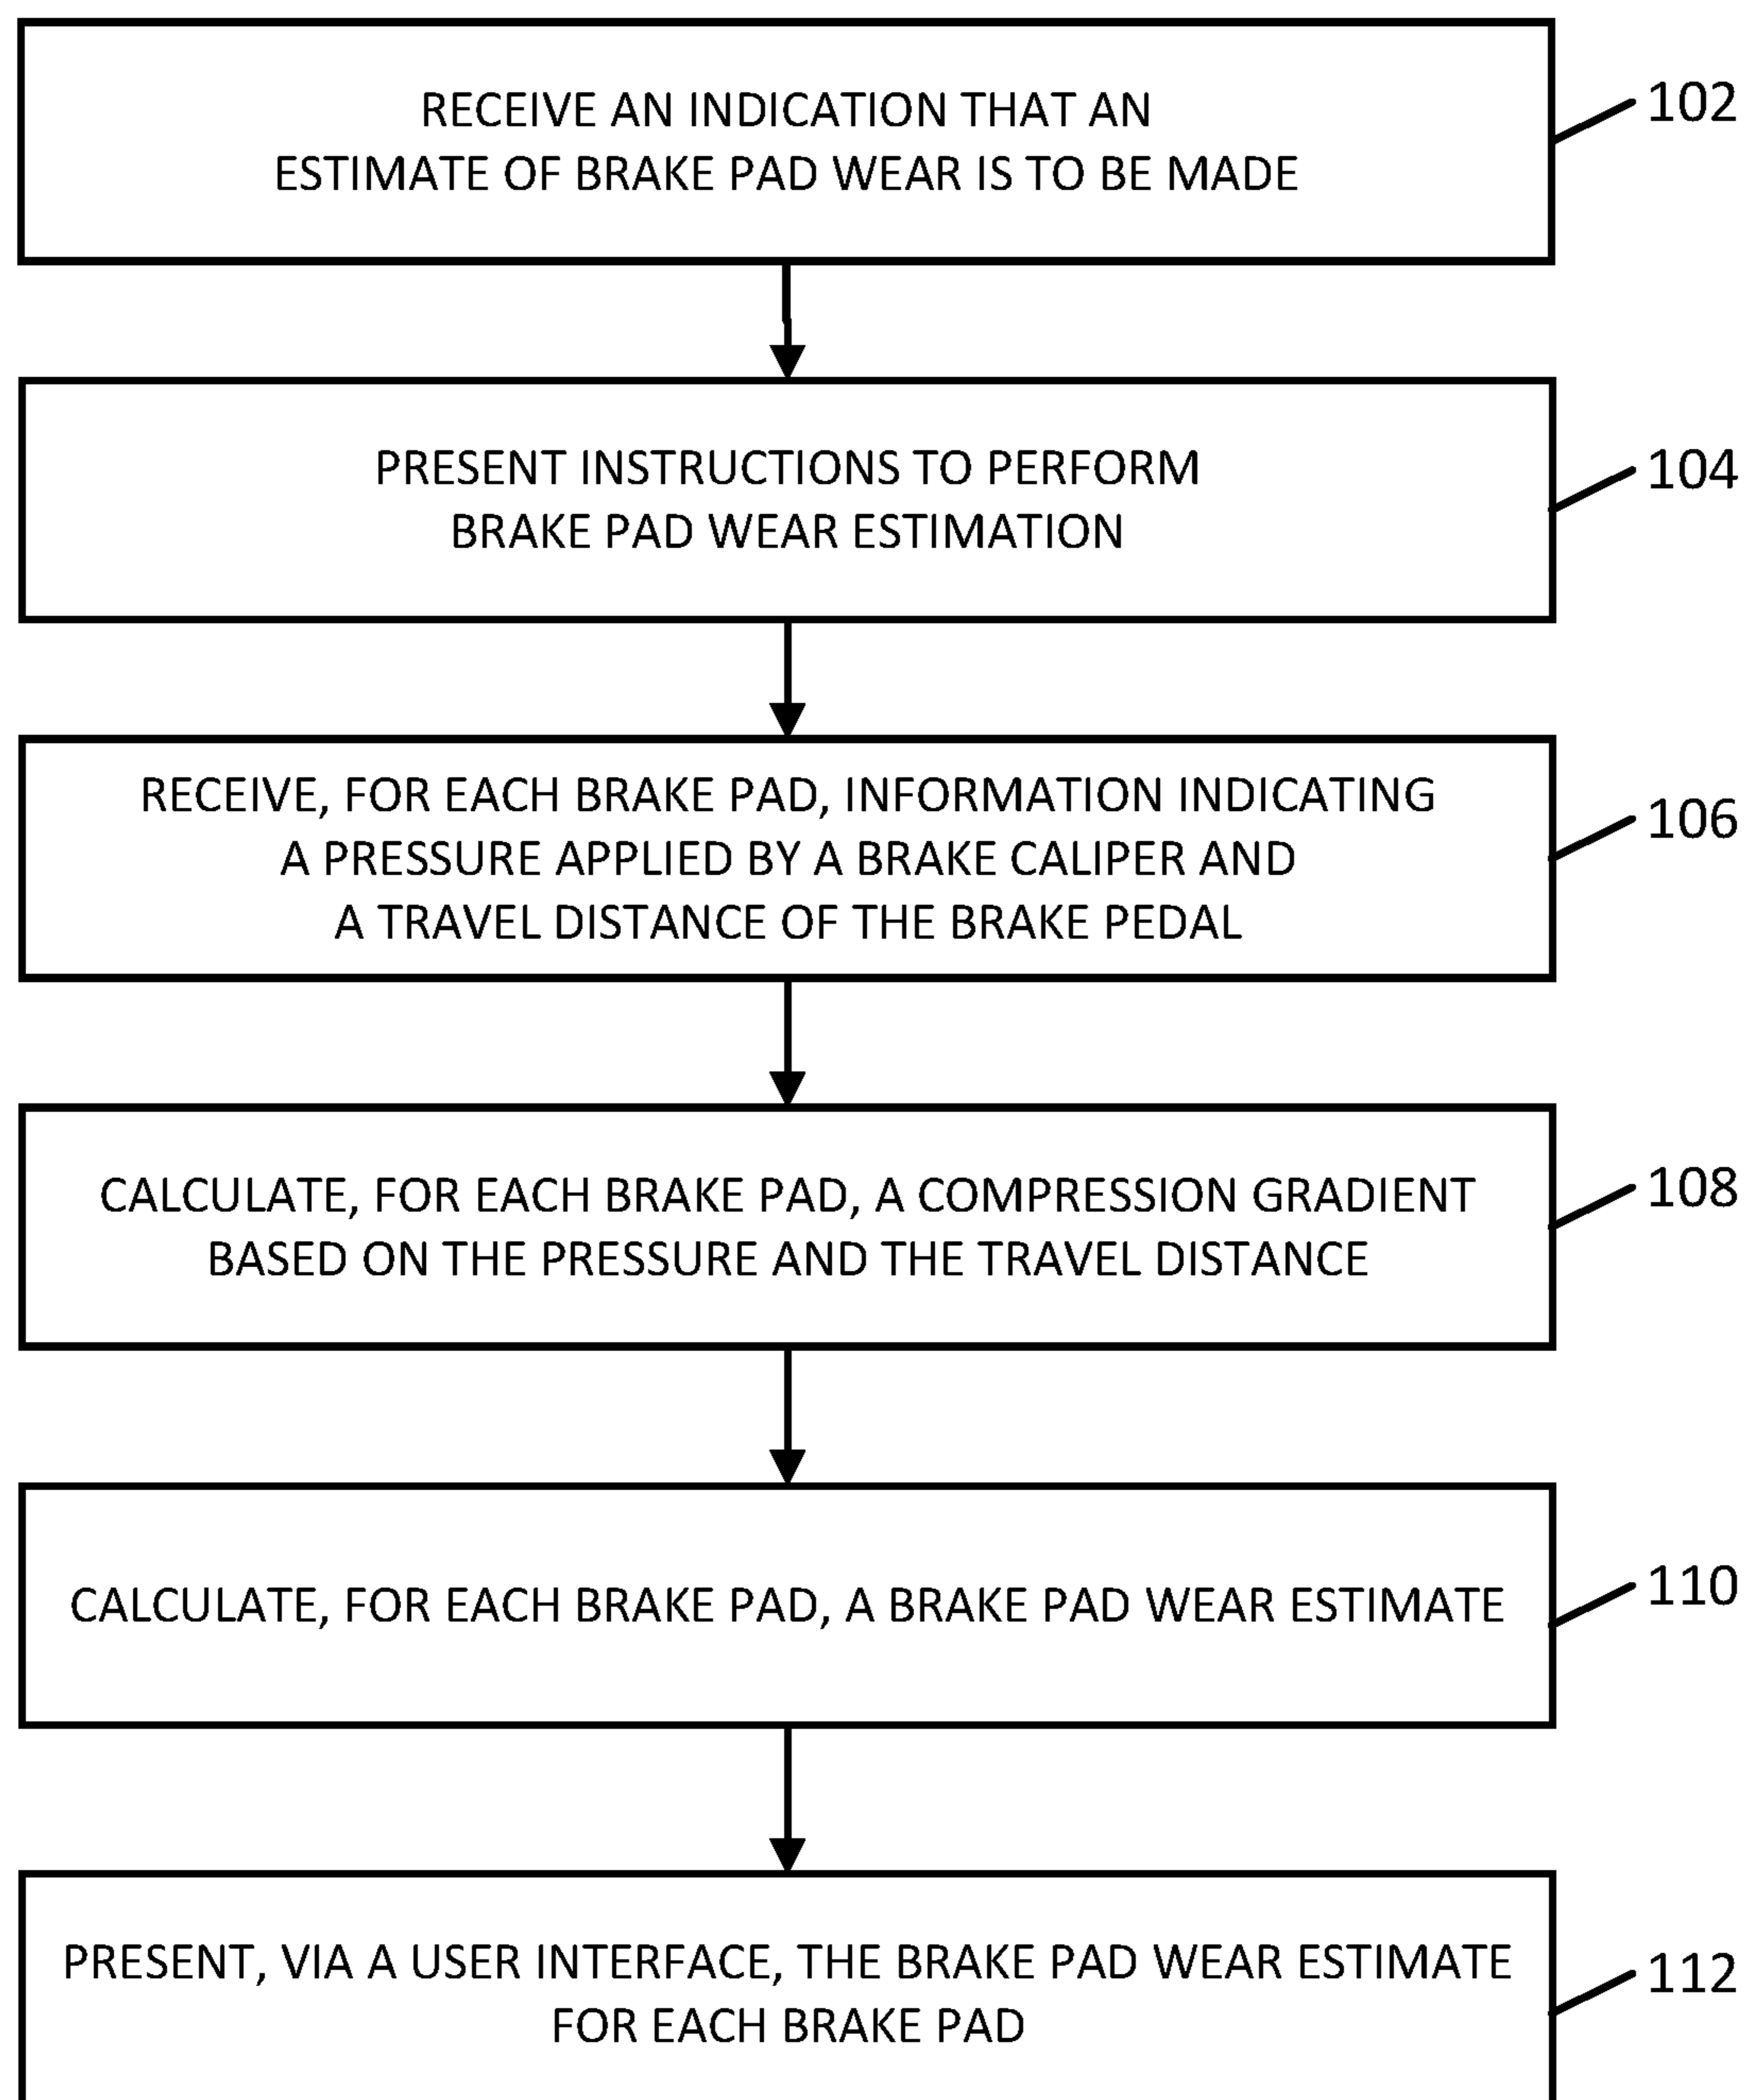 RECEIVE AN INDICATION THAT AN
ESTIMATE OF BRAKE PAD WEAR IS TO BE MADE
102
PRESENT INSTRUCTIONS TO PERFORM
BRAKE PAD WEAR ESTIMATION
104
RECEIVE, FOR EACH BRAKE PAD, INFORMATION INDICATING
A PRESSURE APPLIED BY A BRAKE CALIPER AND
A TRAVEL DISTANCE OF THE BRAKE PEDAL
106
CALCULATE, FOR EACH BRAKE PAD, A COMPRESSION GRADIENT
BASED ON THE PRESSURE AND THE TRAVEL DISTANCE
108
CALCULATE, FOR EACH BRAKE PAD, A BRAKE PAD WEAR ESTIMATE
110
PRESENT, VIA A USER INTERFACE, THE BRAKE PAD WEAR ESTIMATE
FOR EACH BRAKE PAD
112